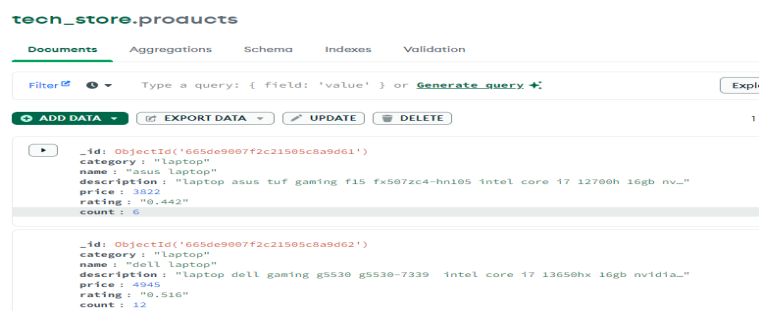 tech_store.products
Documents Aggregations Schema Indexes Validation
Filter Type a query: { field: 'value' } or Generate query
ADD DATA EXPORT DATA UPDATE DELETE 1
_id: ObjectId('665de9007f2c21505c8a9d61')
category : "laptop"
name : "asus laptop"
description : "laptop asus tuf gaming f15 fx507zc4-hn105 intel core i7 12700h 16gb nv…"
price : 3822
rating : "0.442"
count : 6
_id: ObjectId('665de9007f2c21505c8a9d62')
category : "laptop"
name : "dell laptop"
description : "laptop dell gaming g5530 g5530-7339 intel core i7 13650hx 16gb nvidia…"
price : 4945
rating : "0.516"
count : 12